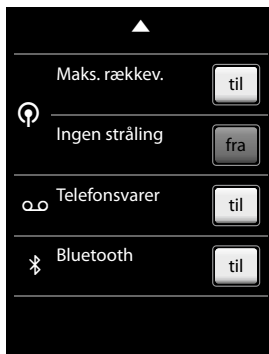 Maks. rækkev.
til
Ingen stråling
fra
Telefonsvarer
til
Bluetooth
til